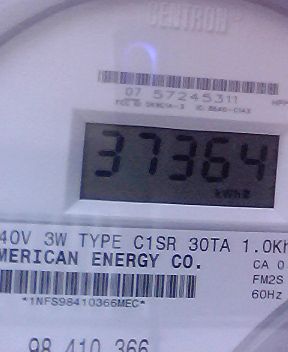 CENTRON
07 57245311
37364
kWh
40V 3W TYPE C1SR 30TA 1.0Kh
MERICAN ENERGY CO.
CA 0
FM2S
60Hz
*1NFS98410366MEC*
98 410 366